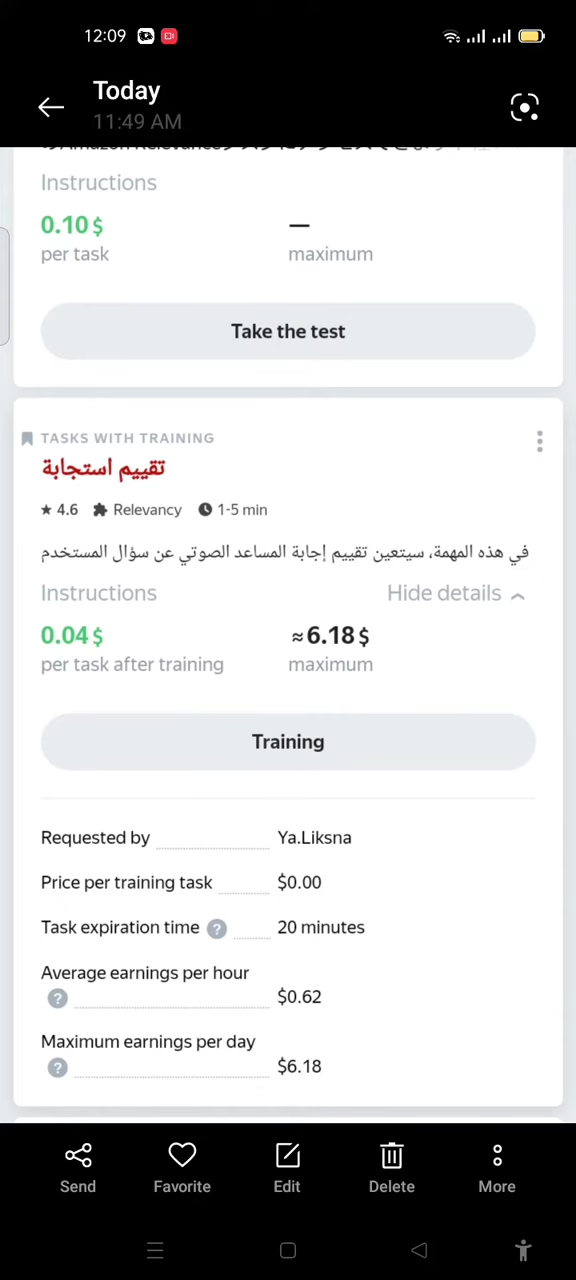 12:09
Today
11:49 AM
Amazon Relevance
Instructions
0.10 $
—
per task
maximum
Take the test
TASKS WITH TRAINING
تقييم استجابة
★ 4.6 Relevancy 1-5 min
في هذه المهمة، سيتعين تقييم إجابة المساعد الصوتي عن سؤال المستخدم
Instructions
Hide details
0.04 $
≈6.18 $
per task after training
maximum
Training
Requested by Ya.Liksna
Price per training task $0.00
Task expiration time ? 20 minutes
Average earnings per hour
? $0.62
Maximum earnings per day
? $6.18
Send Favorite Edit Delete More